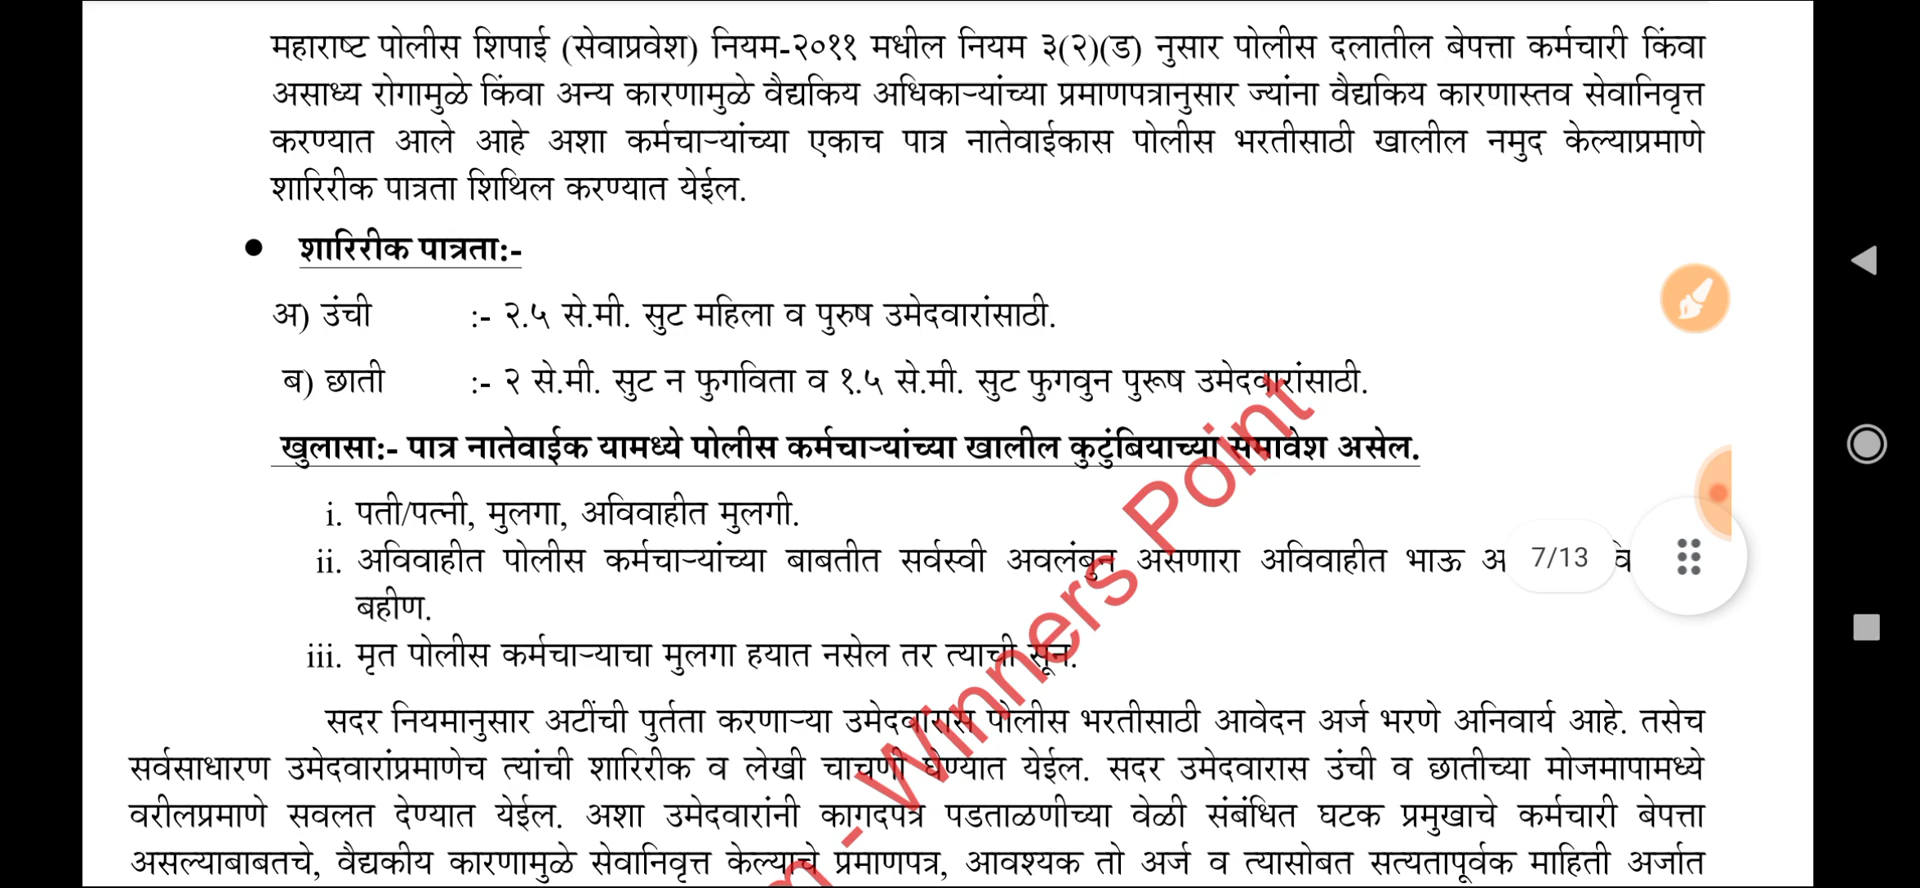 महाराष्ट पोलीस शिपाई (सेवाप्रवेश) नियम-२०११ मधील नियम ३(२)(ड) नुसार पोलीस दलातील बेपत्ता कर्मचारी किंवा
असाध्य रोगामुळे किंवा अन्य कारणामुळे वैद्यकिय अधिकाऱ्यांच्या प्रमाणपत्रानुसार ज्यांना वैद्यकिय कारणास्तव सेवानिवृत्त
करण्यात आले आहे अशा कर्मचाऱ्यांच्या एकाच पात्र नातेवाईकास पोलीस भरतीसाठी खालील नमुद केल्याप्रमाणे
शारिरीक पात्रता शिथिल करण्यात येईल.
● शारिरीक पात्रताः-
अ) उंची :- २.५ से.मी. सुट महिला व पुरुष उमेदवारांसाठी.
ब) छाती :- २ से.मी. सुट न फुगविता व १.५ से.मी. सुट फुगवुन पुरूष उमेदवारांसाठी.
खुलासाः- पात्र नातेवाईक यामध्ये पोलीस कर्मचाऱ्यांच्या खालील कुटुंबियाच्या समावेश असेल.
i. पती/पत्नी, मुलगा, अविवाहीत मुलगी.
ii. अविवाहीत पोलीस कर्मचाऱ्यांच्या बाबतीत सर्वस्वी अवलंबुन असणारा अविवाहीत भाऊ
7/13
बहीण.
iii. मृत पोलीस कर्मचाऱ्याचा मुलगा हयात नसेल तर त्याची सून.
सदर नियमानुसार अटींची पुर्तता करणाऱ्या उमेदवारास पोलीस भरतीसाठी आवेदन अर्ज भरणे अनिवार्य आहे. तसेच
सर्वसाधारण उमेदवारांप्रमाणेच त्यांची शारिरीक व लेखी चाचणी घेण्यात येईल. सदर उमेदवारास उंची व छातीच्या मोजमापामध्ये
वरीलप्रमाणे सवलत देण्यात येईल. अशा उमेदवारांनी कागदपत्र पडताळणीच्या वेळी संबंधित घटक प्रमुखाचे कर्मचारी बेपत्ता
असल्याबाबतचे, वैद्यकीय कारणामुळे सेवानिवृत्त केल्याचे प्रमाणपत्र, आवश्यक तो अर्ज व त्यासोबत सत्यतापूर्वक माहिती अर्जात
- Winners Point